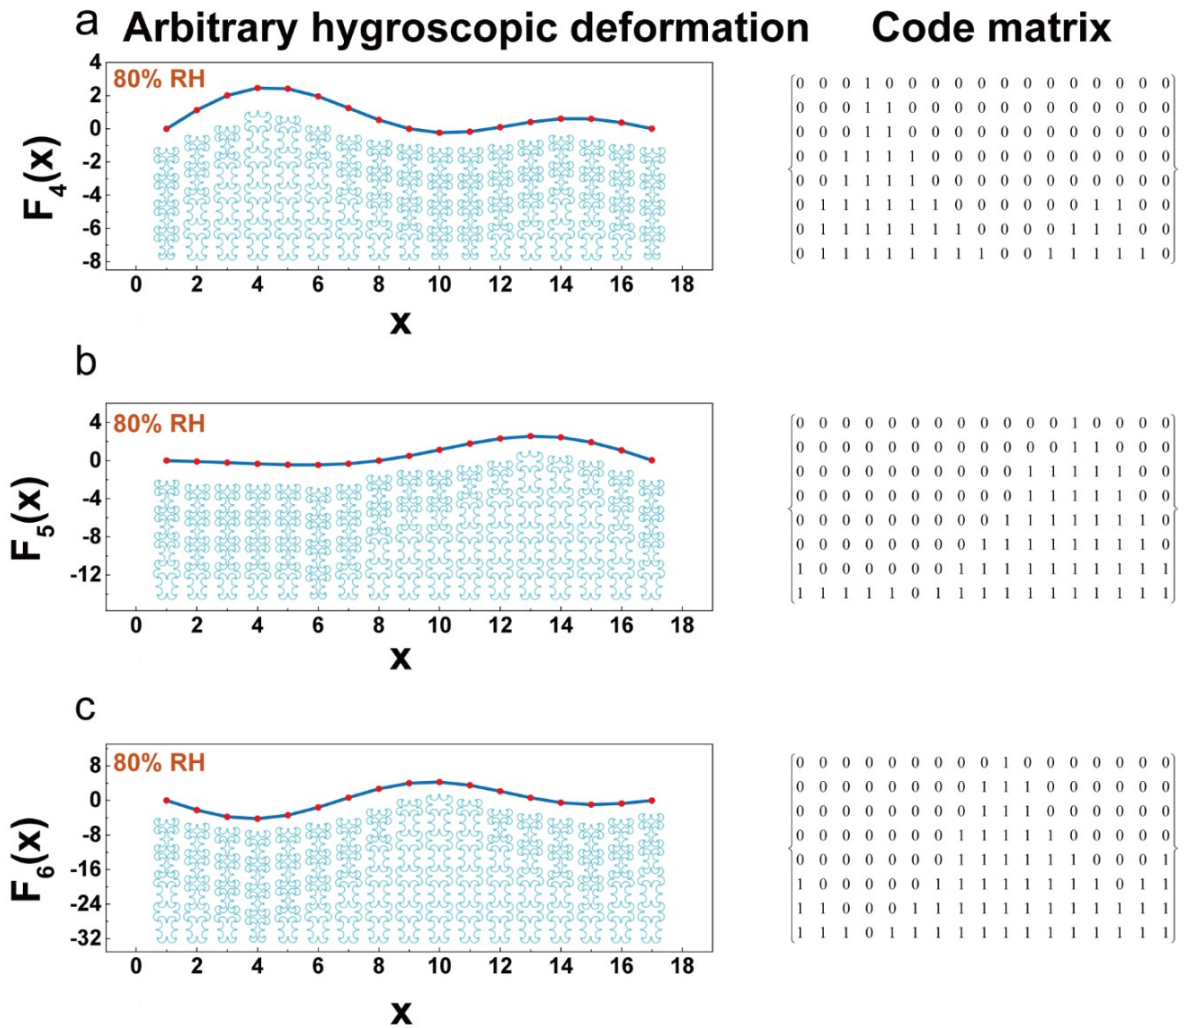 a Arbitrary hygroscopic deformation Code matrix
80% RH
F4(x)
4
2
0
-2
-4
-6
-8
0 2 4 6 8 10 12 14 16 18
x
0 0 0 1 0 0 0 0 0 0 0 0 0 0 0 0 0
0 0 0 1 1 0 0 0 0 0 0 0 0 0 0 0 0
0 0 0 1 1 0 0 0 0 0 0 0 0 0 0 0 0
0 0 1 1 1 1 0 0 0 0 0 0 0 0 0 0 0
0 0 1 1 1 1 0 0 0 0 0 0 0 0 0 0 0
0 1 1 1 1 1 1 0 0 0 0 0 0 1 1 0 0
0 1 1 1 1 1 1 1 0 0 0 0 1 1 1 0 0
0 1 1 1 1 1 1 1 1 0 0 1 1 1 1 1 0
b
80% RH
F5(x)
4
0
-4
-8
-12
0 2 4 6 8 10 12 14 16 18
x
0 0 0 0 0 0 0 0 0 0 0 0 1 0 0 0 0
0 0 0 0 0 0 0 0 0 0 0 0 1 1 0 0 0
0 0 0 0 0 0 0 0 0 0 1 1 1 1 1 0 0
0 0 0 0 0 0 0 0 0 0 1 1 1 1 1 0 0
0 0 0 0 0 0 0 0 0 1 1 1 1 1 1 1 0
0 0 0 0 0 0 0 0 1 1 1 1 1 1 1 1 0
1 0 0 0 0 0 0 1 1 1 1 1 1 1 1 1 1
1 1 1 1 1 0 1 1 1 1 1 1 1 1 1 1 1
c
80% RH
F6(x)
8
0
-8
-16
-24
-32
0 2 4 6 8 10 12 14 16 18
x
0 0 0 0 0 0 0 0 0 1 0 0 0 0 0 0 0
0 0 0 0 0 0 0 0 1 1 1 0 0 0 0 0 0
0 0 0 0 0 0 0 0 1 1 1 0 0 0 0 0 0
0 0 0 0 0 0 0 1 1 1 1 1 0 0 0 0 0
0 0 0 0 0 0 0 1 1 1 1 1 1 0 0 0 1
1 0 0 0 0 0 1 1 1 1 1 1 1 1 0 1 1
1 1 0 0 0 1 1 1 1 1 1 1 1 1 1 1 1
1 1 1 0 1 1 1 1 1 1 1 1 1 1 1 1 1